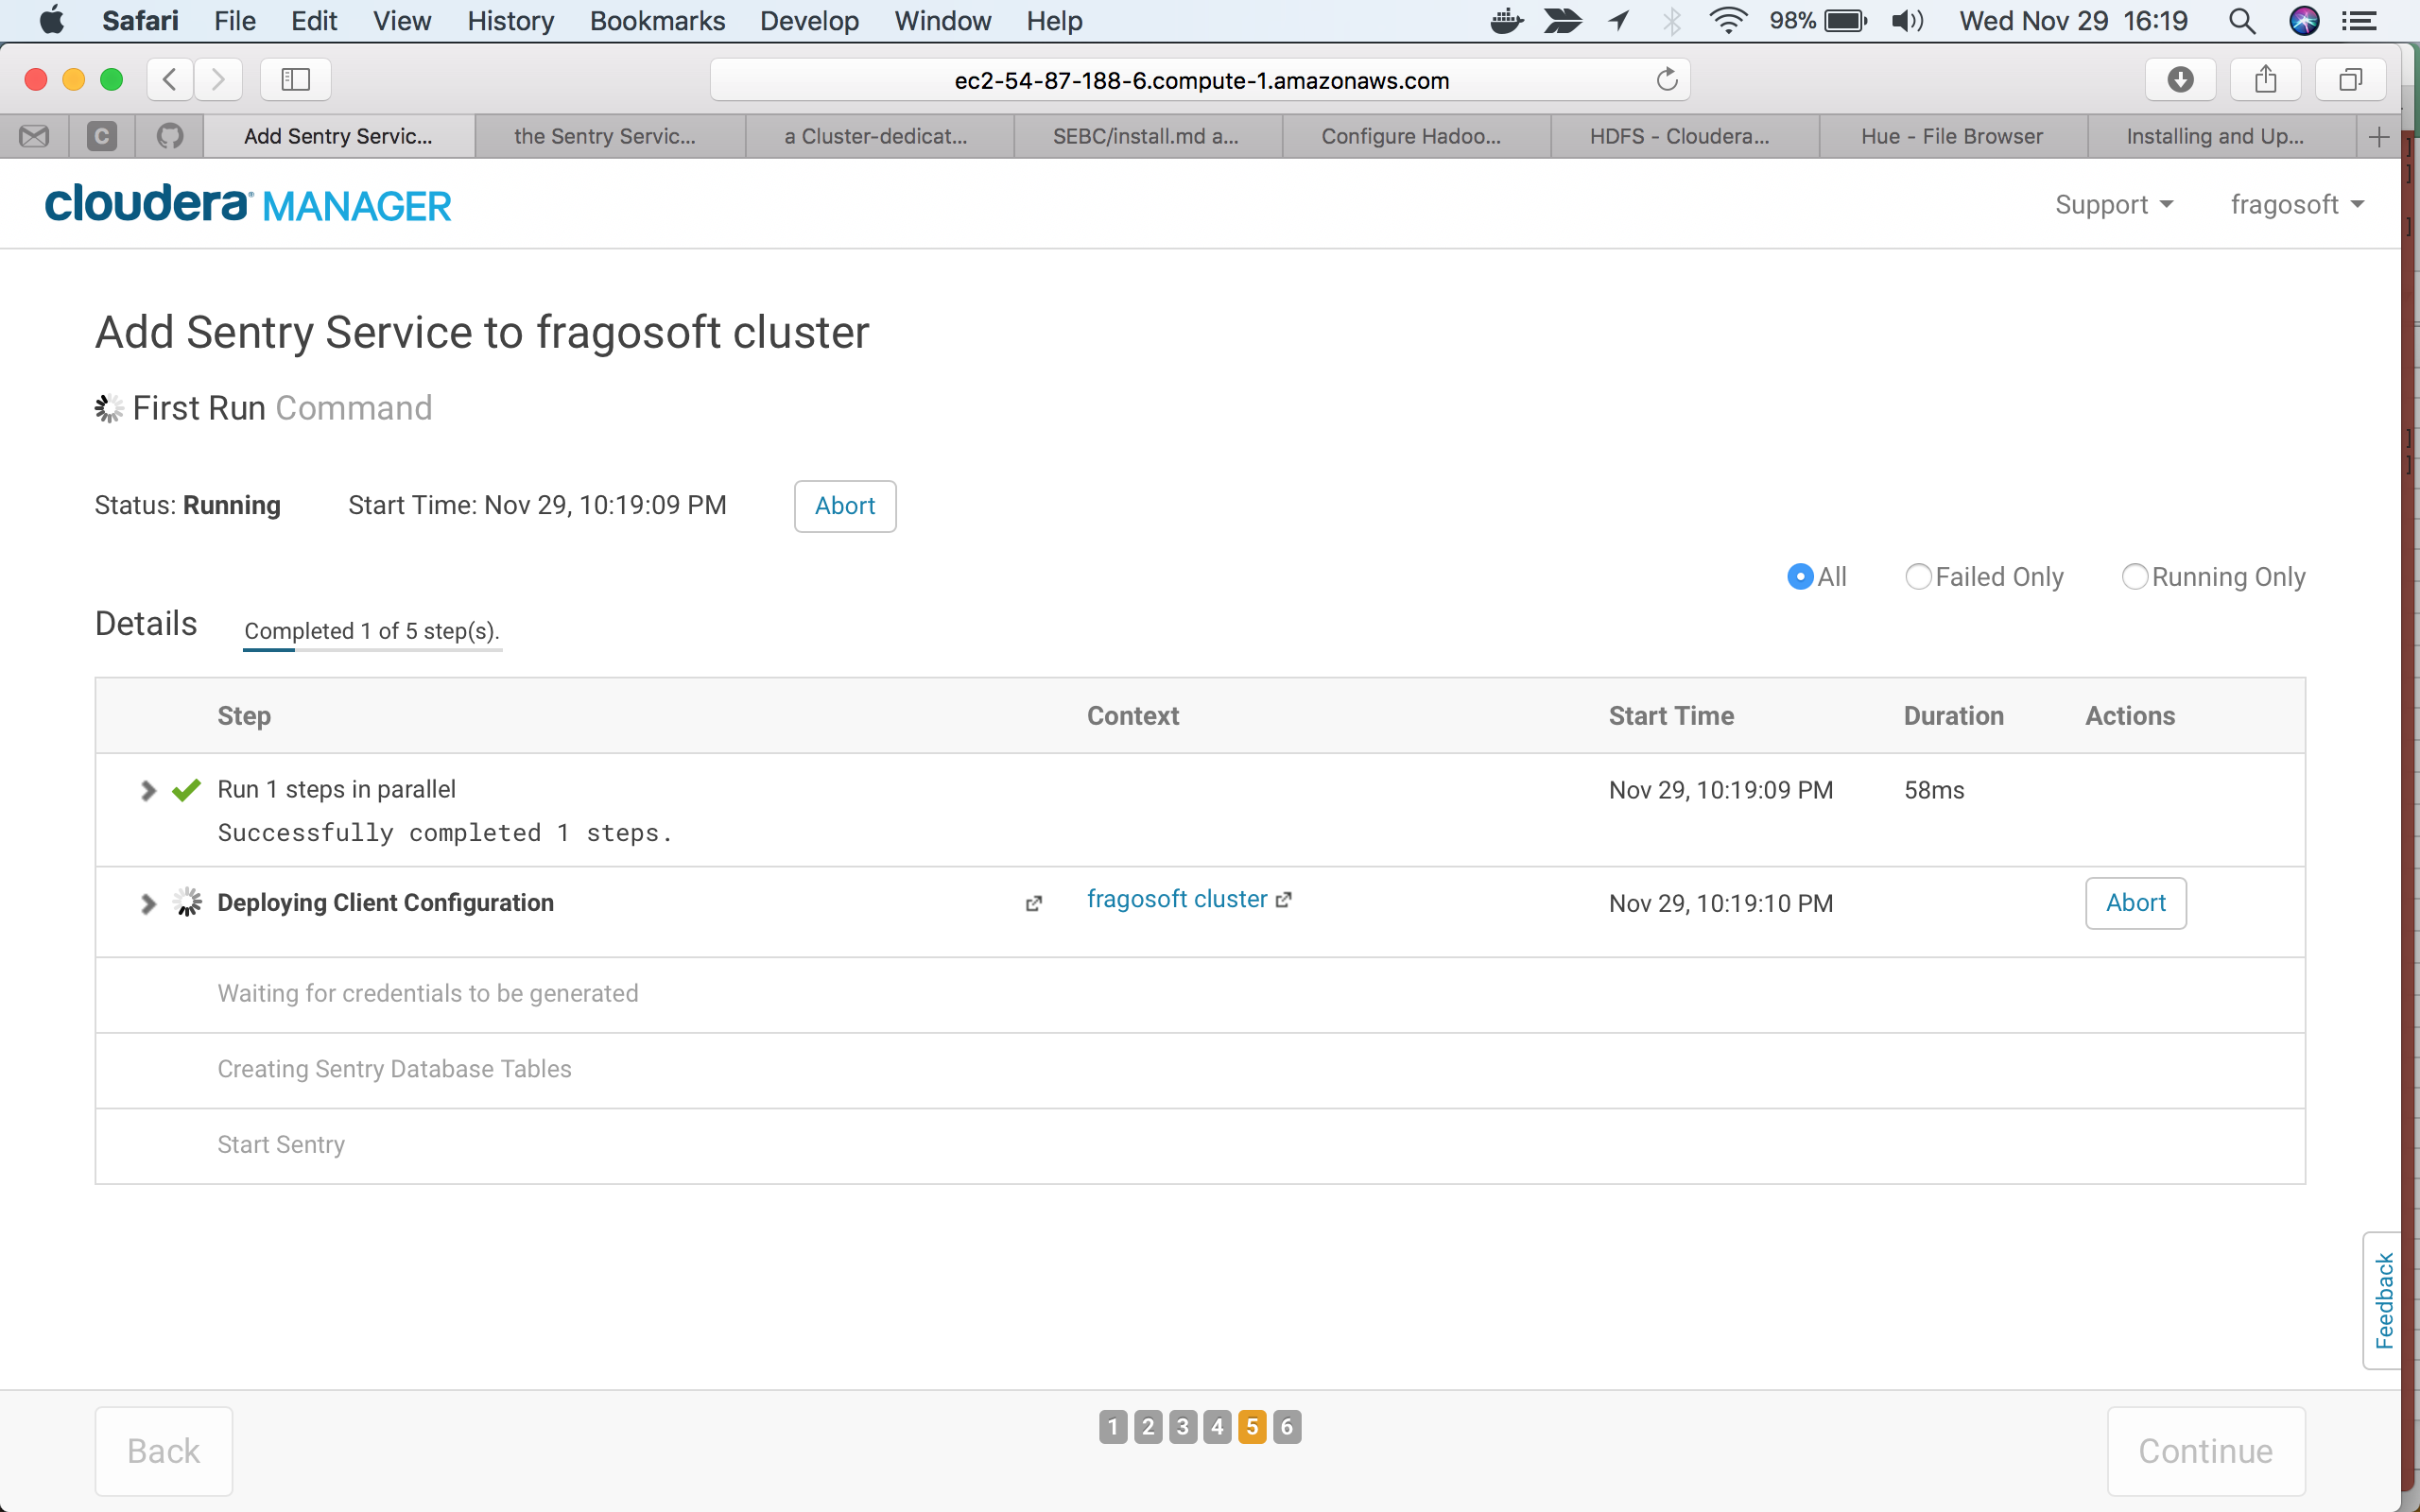 Safari File Edit View History Bookmarks Develop Window Help 98% Wed Nov 29 16:19
ec2-54-87-188-6.compute-1.amazonaws.com
C Add Sentry Servic... the Sentry Servic... a Cluster-dedicat... SEBC/install.md a... Configure Hadoo... HDFS - Cloudera... Hue - File Browser Installing and Up...
cloudera MANAGER Support fragosoft
Add Sentry Service to fragosoft cluster
First Run Command
Status: Running Start Time: Nov 29, 10:19:09 PM Abort
All Failed Only Running Only
Details Completed 1 of 5 step(s).
Step Context Start Time Duration Actions
Run 1 steps in parallel Nov 29, 10:19:09 PM 58ms
Successfully completed 1 steps.
Deploying Client Configuration fragosoft cluster Nov 29, 10:19:10 PM Abort
Waiting for credentials to be generated
Creating Sentry Database Tables
Start Sentry
Feedback
Back 1 2 3 4 5 6 Continue